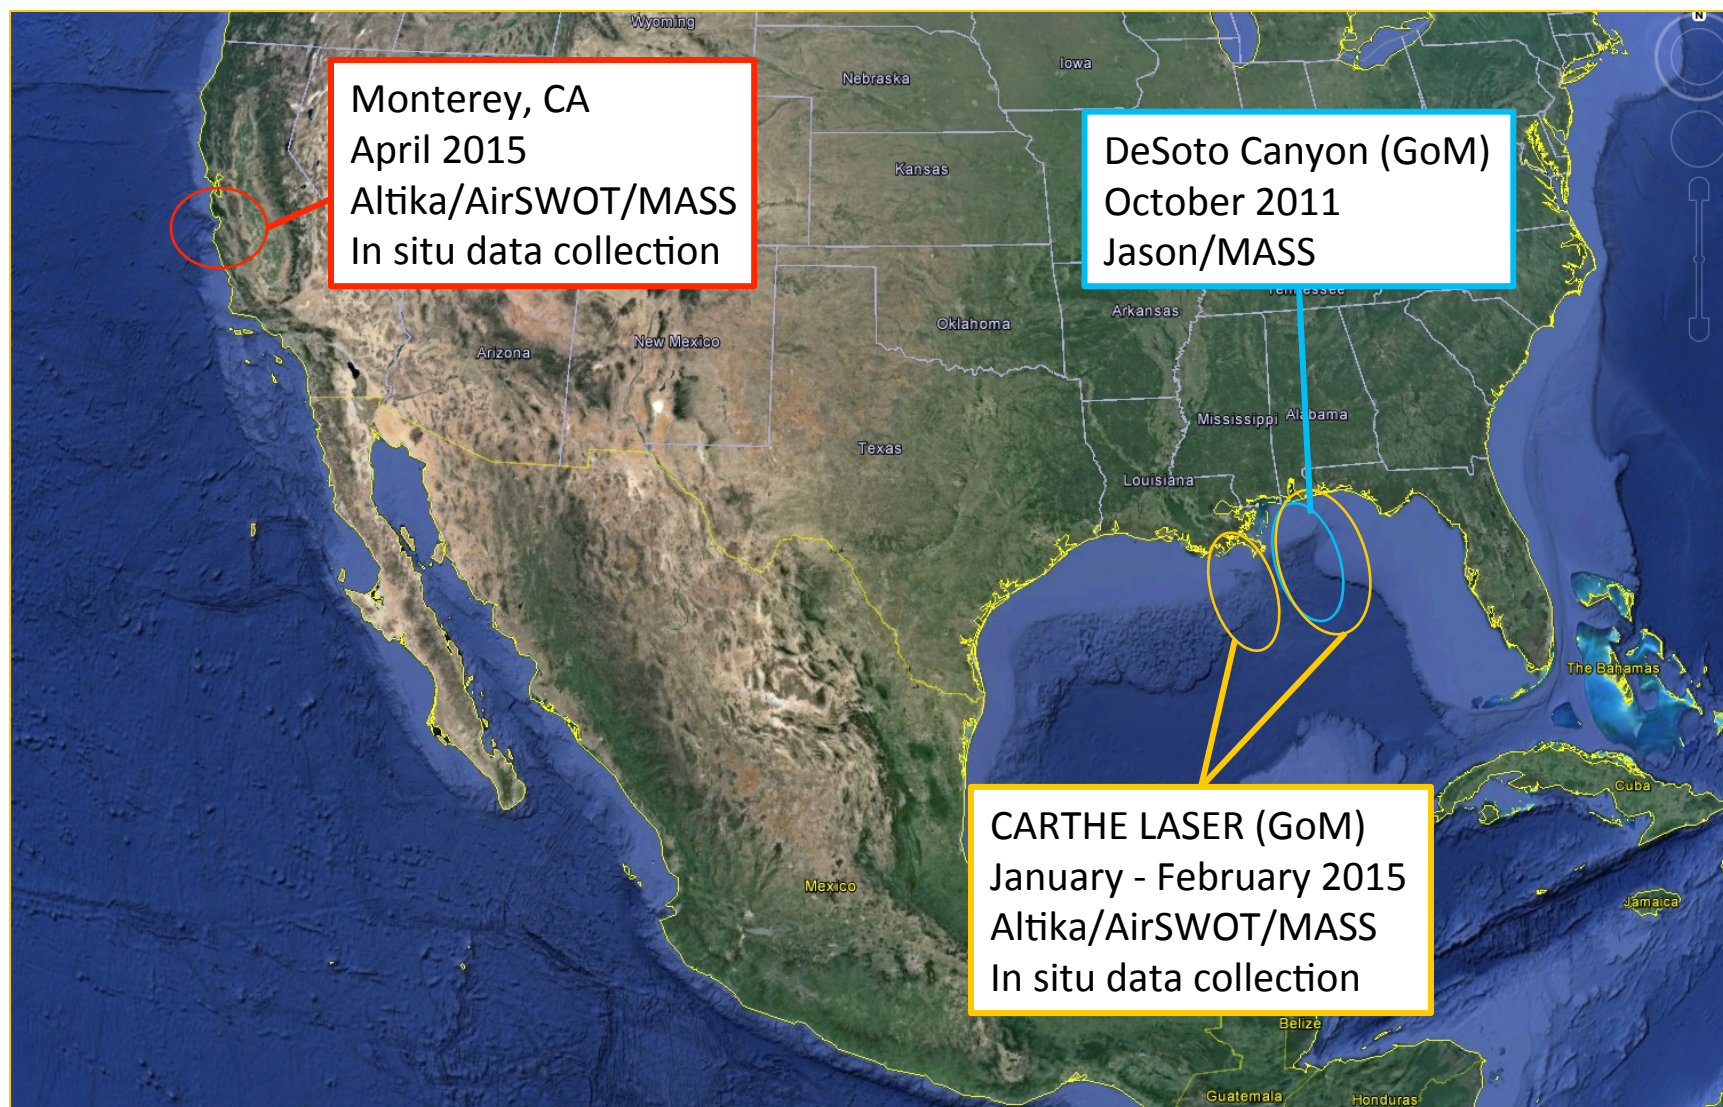 N
Wyoming
Nebraska
Iowa
Monterey, CA
April 2015
Altika/AirSWOT/MASS
In situ data collection
Kansas
DeSoto Canyon (GoM)
October 2011
Jason/MASS
Tennessee
Arkansas
Oklahoma
New Mexico
Arizona
Mississippi
Alabama
Texas
Louisiana
The Bahamas
Cuba
CARTHE LASER (GoM)
January - February 2015
Altika/AirSWOT/MASS
In situ data collection
Mexico
Jamaica
Belize
Guatemala
Honduras